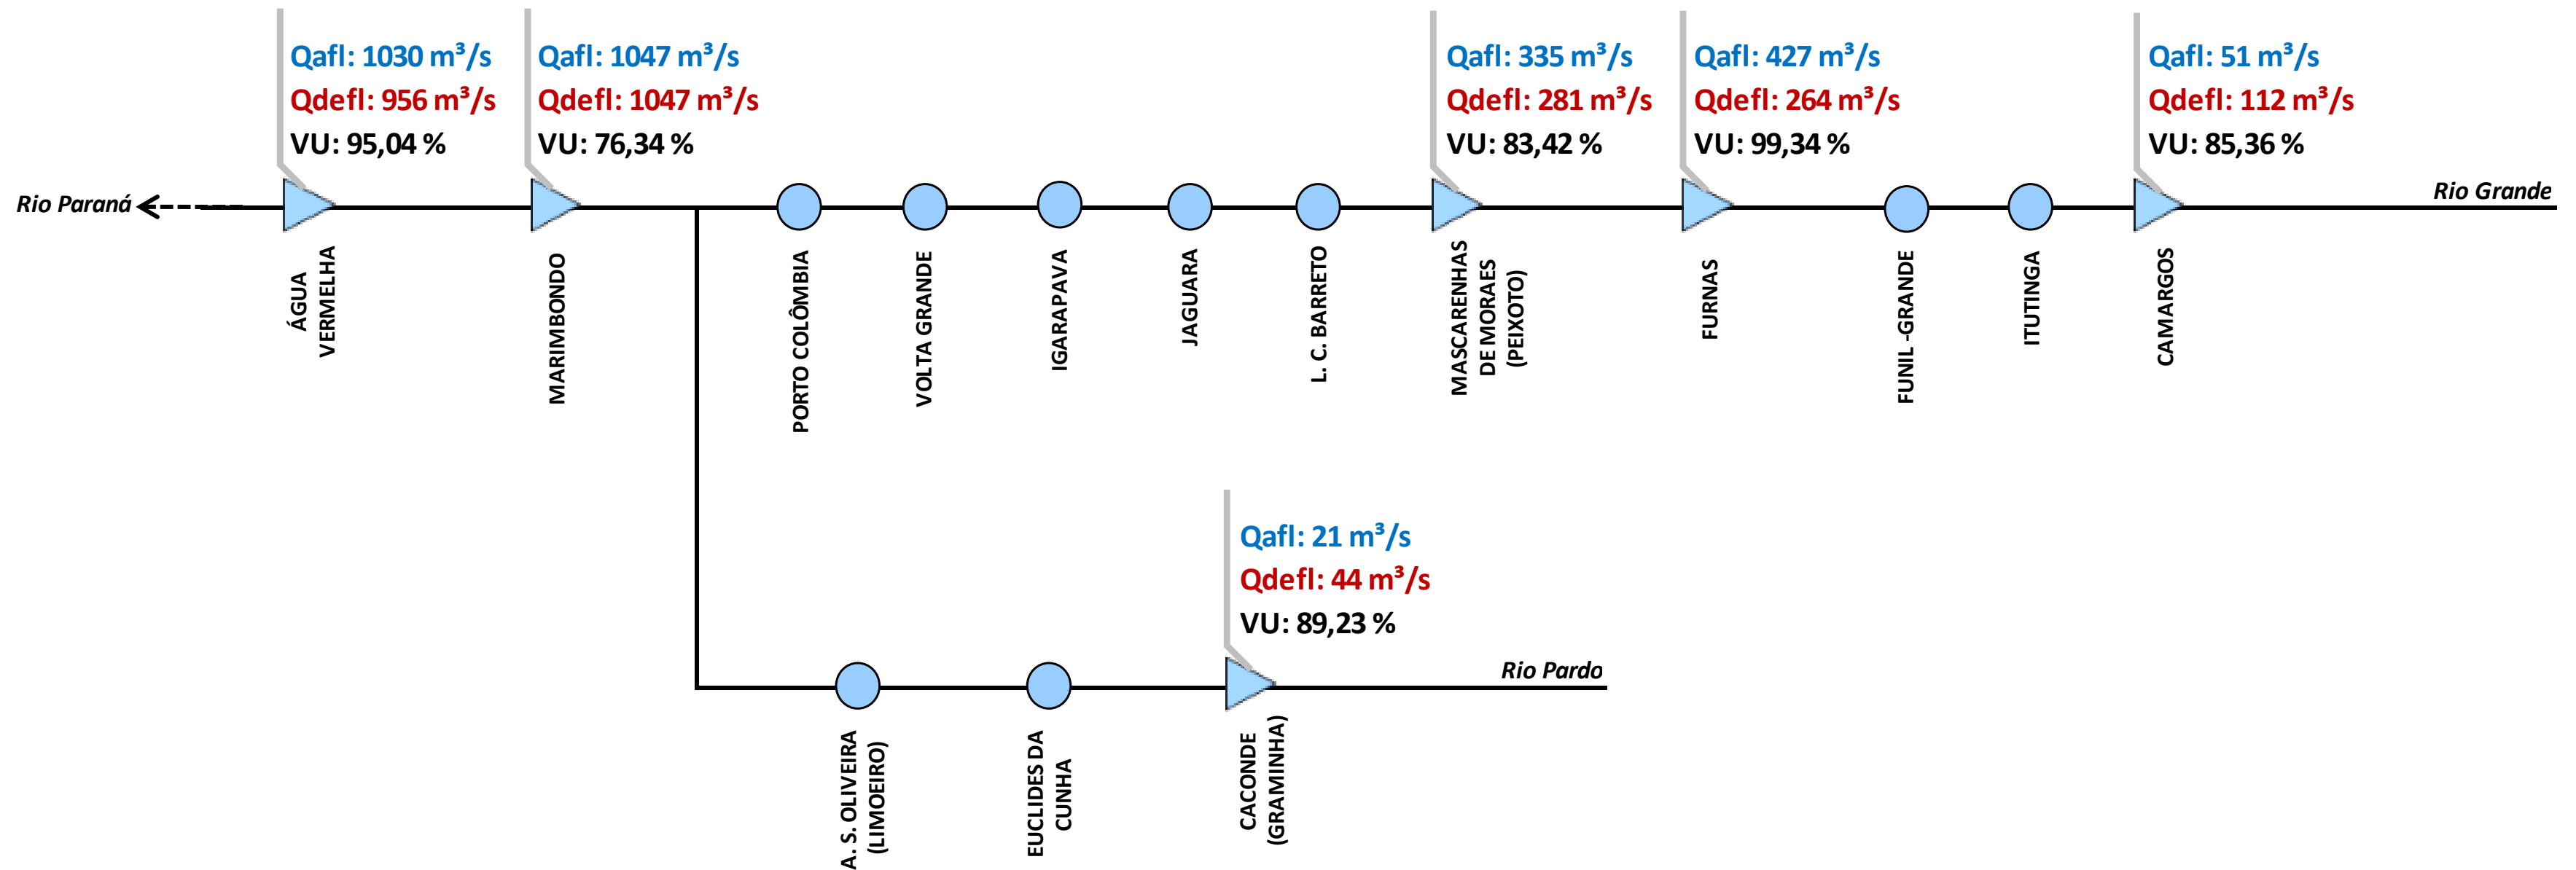 Qafl: 1030 m³/s
Qdefl: 956 m³/s
VU: 95,04 %
Qafl: 1047 m³/s
Qdefl: 1047 m³/s
VU: 76,34 %
Qafl: 335 m³/s
Qdefl: 281 m³/s
VU: 83,42 %
Qafl: 427 m³/s
Qdefl: 264 m³/s
VU: 99,34 %
Qafl: 51 m³/s
Qdefl: 112 m³/s
VU: 85,36 %
Rio Paraná
Rio Grande
ÁGUA
VERMELHA
MARIMBONDO
PORTO COLÔMBIA
VOLTA GRANDE
IGARAPAVA
JAGUARA
L. C. BARRETO
MASCARENHAS
DE MORAES
(PEIXOTO)
FURNAS
FUNIL -GRANDE
ITUTINGA
CAMARGOS
Qafl: 21 m³/s
Qdefl: 44 m³/s
VU: 89,23 %
Rio Pardo
A. S. OLIVEIRA
(LIMOEIRO)
EUCLIDES DA
CUNHA
CACONDE
(GRAMINHA)